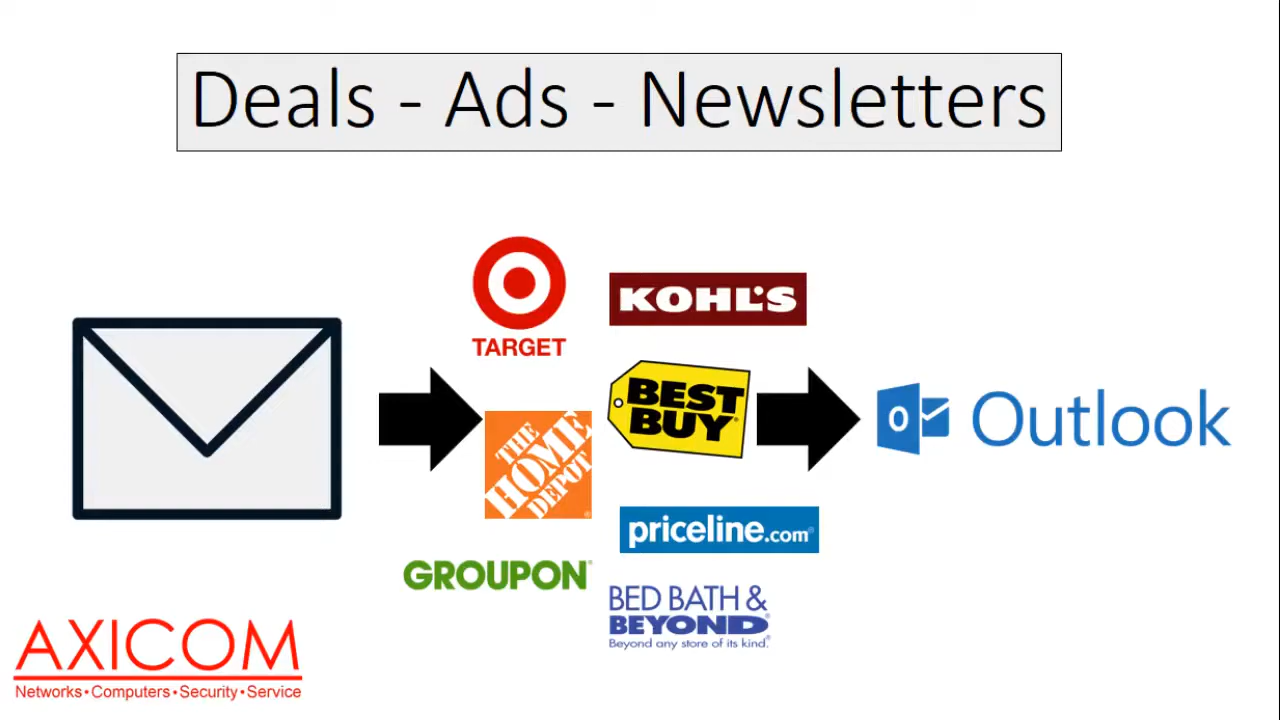 Deals - Ads - Newsletters
TARGET
KOHL'S
BEST
BUY®
THE
HOME
DEPOT®
Outlook
priceline.com®
GROUPON®
BED BATH &
BEYOND®
Beyond any store of its kind.®
AXICOM
Networks•Computers•Security•Service